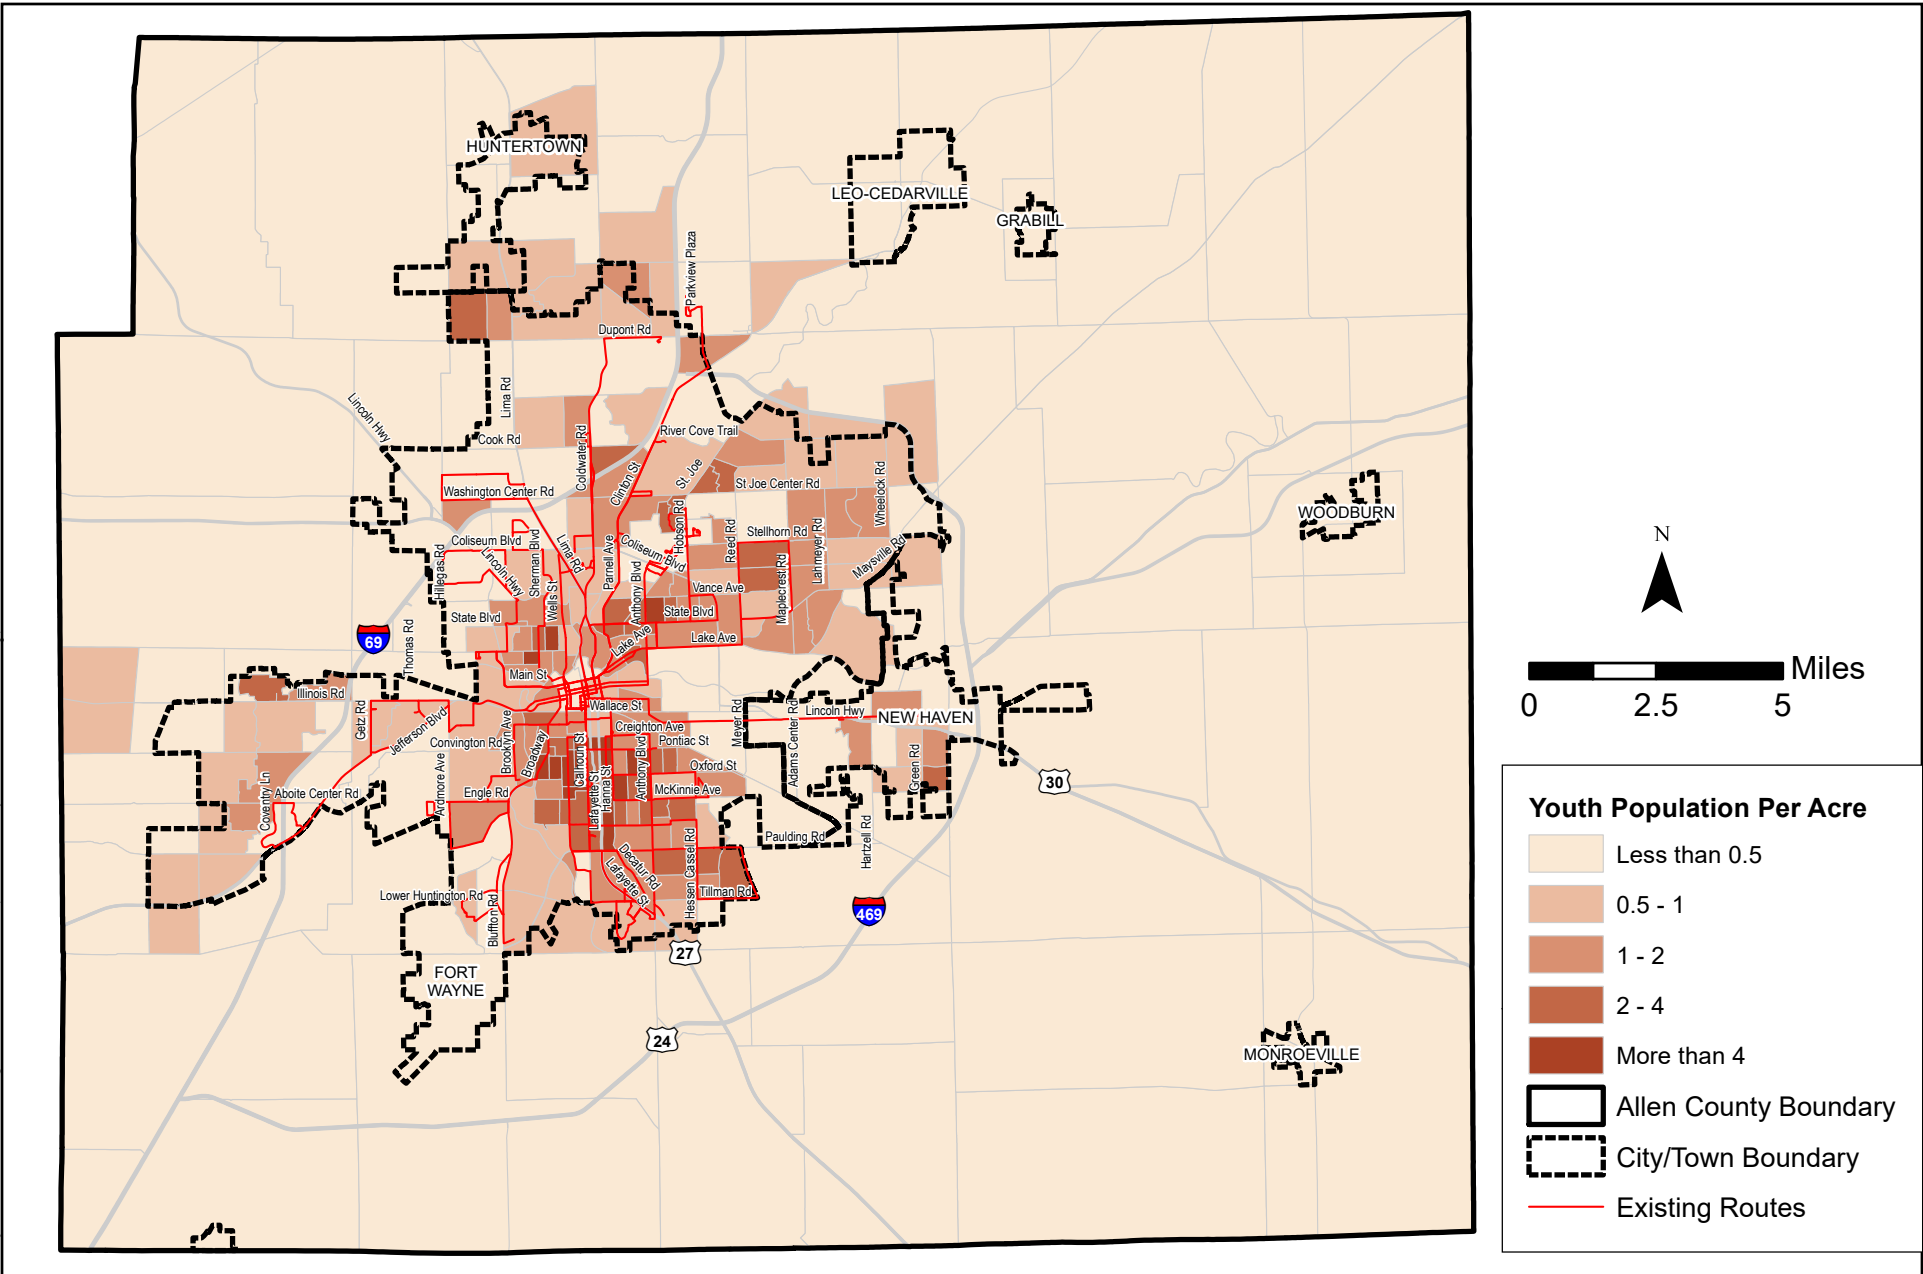 HUNTERTOWN
LEO-CEDARVILLE
GRABILL
Parkview Plaza
Dupont Rd
Lima Rd
Lincoln Hwy
Cook Rd
Coldwater Rd
River Cove Trail
Clinton St
St. Joe
St Joe Center Rd
Wheelock Rd
Washington Center Rd
WOODBURN
Hobson Rd
Reed Rd
Stellhorn Rd
Lahmeyer Rd
Maysville Rd
Coliseum Blvd
Sherman Blvd
Lima Rd
Parnell Ave
Coliseum Blvd
Hillegas Rd
Lincoln Hwy
Wells St
Anthony Blvd
Vance Ave
Maplecrest Rd
State Blvd
State Blvd
69
Thomas Rd
Lake Ave
Lake Ave
Main St
Illinois Rd
Getz Rd
Jefferson Blvd
Wallace St
Meyer Rd
Adams Center Rd
Lincoln Hwy
NEW HAVEN
Creighton Ave
Convington Rd
Brooklyn Ave
Broadway
Calhoun St
Pontiac St
Green Rd
Oxford St
30
Coventry Ln
Aboite Center Rd
Ardmore Ave
Engle Rd
Lafayette St
Hanna St
Anthony Blvd
McKinnie Ave
Paulding Rd
Hartzell Rd
Hessen Cassel Rd
Decatur Rd
Lafayette St
Tillman Rd
Lower Huntington Rd
Bluffton Rd
469
27
FORT
WAYNE
24
MONROEVILLE
N
Miles
0 2.5 5
Youth Population Per Acre
Less than 0.5
0.5 - 1
1 - 2
2 - 4
More than 4
Allen County Boundary
City/Town Boundary
Existing Routes